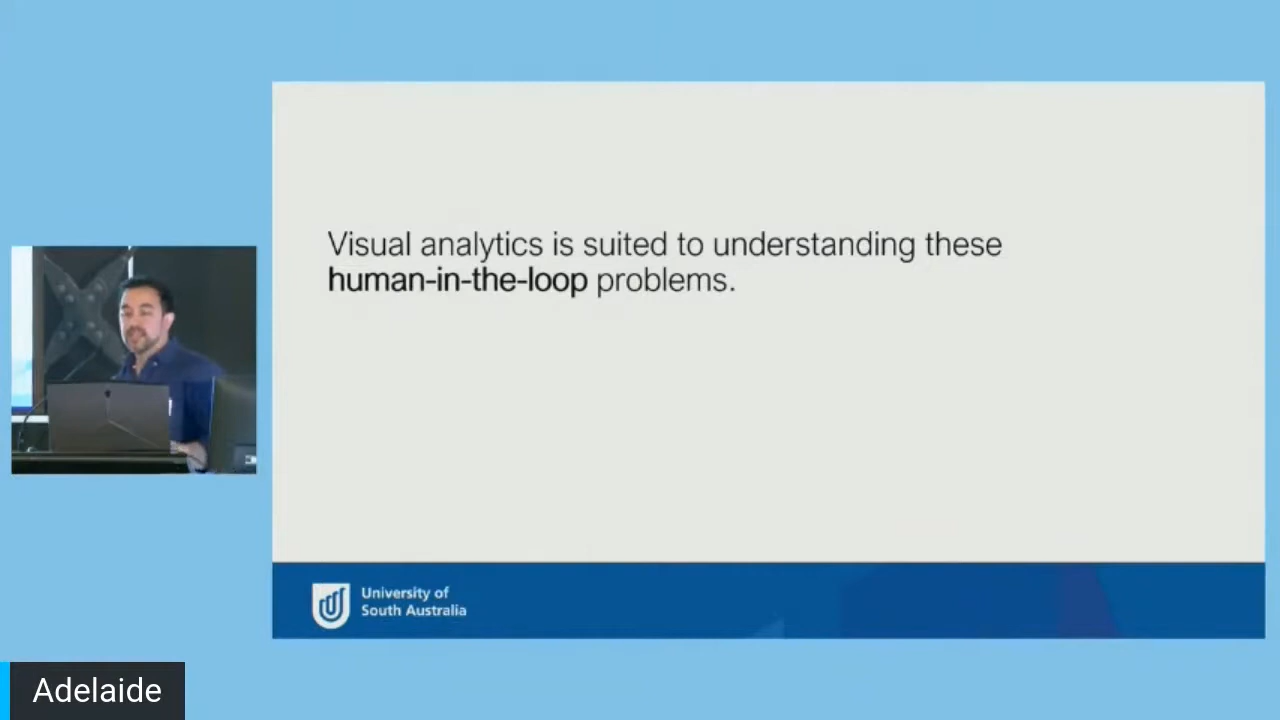 Visual analytics is suited to understanding these
human-in-the-loop problems.
University of
South Australia
Adelaide